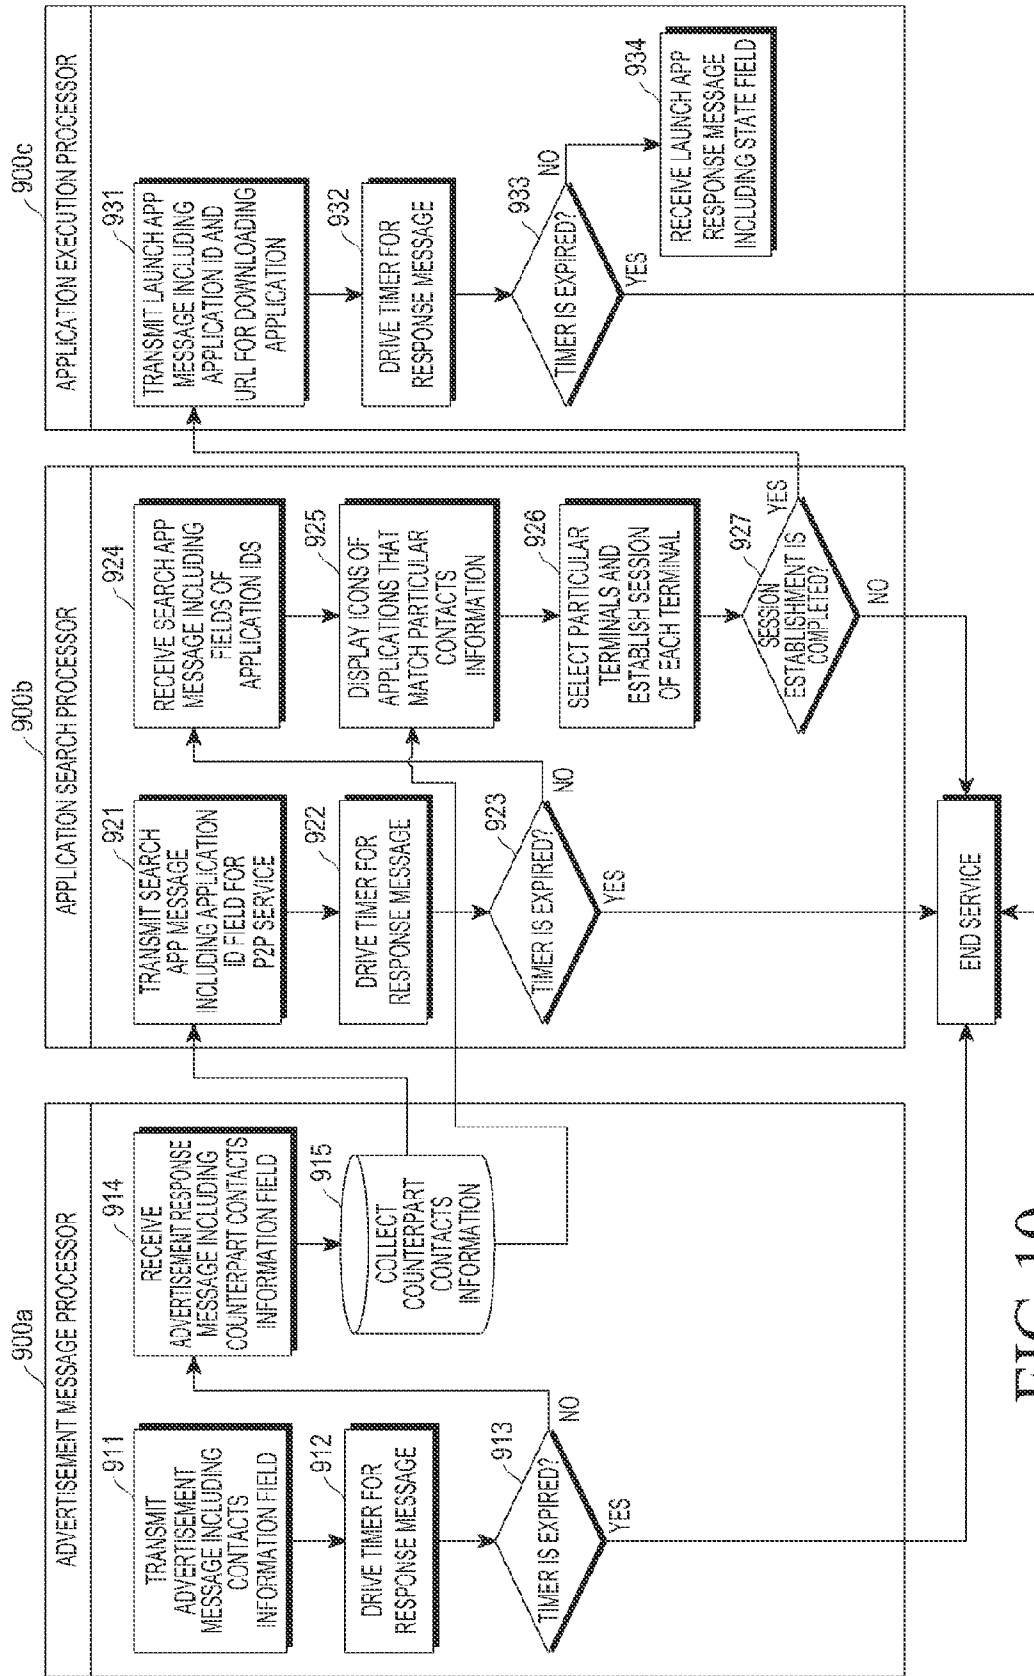 900a
ADVERTISEMENT MESSAGE PROCESSOR
911
TRANSMIT
ADVERTISEMENT
MESSAGE INCLUDING
CONTACTS
INFORMATION FIELD
912
DRIVE TIMER FOR
RESPONSE MESSAGE
913
TIMER IS EXPIRED?
NO
YES
914
RECEIVE
ADVERTISEMENT RESPONSE
MESSAGE INCLUDING
COUNTERPART CONTACTS
INFORMATION FIELD
915
COLLECT
COUNTERPART
CONTACTS
INFORMATION
900b
APPLICATION SEARCH PROCESSOR
921
TRANSMIT SEARCH
APP MESSAGE
INCLUDING APPLICATION
ID FIELD FOR
P2P SERVICE
922
DRIVE TIMER FOR
RESPONSE MESSAGE
923
TIMER IS EXPIRED?
NO
YES
924
RECEIVE SEARCH APP
MESSAGE INCLUDING
FIELDS OF
APPLICATION IDS
925
DISPLAY ICONS OF
APPLICATIONS THAT
MATCH PARTICULAR
CONTACTS
INFORMATION
926
SELECT PARTICULAR
TERMINALS AND
ESTABLISH SESSION
OF EACH TERMINAL
927
SESSION
ESTABLISHMENT IS
COMPLETED?
YES
NO
900c
APPLICATION EXECUTION PROCESSOR
931
TRANSMIT LAUNCH APP
MESSAGE INCLUDING
APPLICATION ID AND
URL FOR DOWNLOADING
APPLICATION
932
DRIVE TIMER FOR
RESPONSE MESSAGE
933
TIMER IS EXPIRED?
NO
YES
934
RECEIVE LAUNCH APP
RESPONSE MESSAGE
INCLUDING STATE FIELD
END SERVICE
FIG. 10